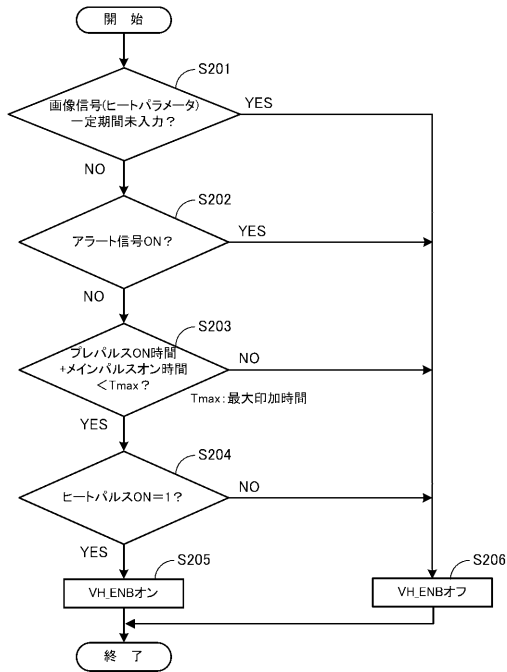 開　始
S201
画像信号(ヒートパラメータ)
一定期間未入力？
YES
NO
S202
アラート信号ON？
YES
NO
S203
プレパルスON時間
+メインパルスオン時間
＜Tmax？
NO
Tmax：最大印加時間
YES
S204
ヒートパルスON＝1？
NO
YES
S205
VH_ENBオン
S206
VH_ENBオフ
終　了